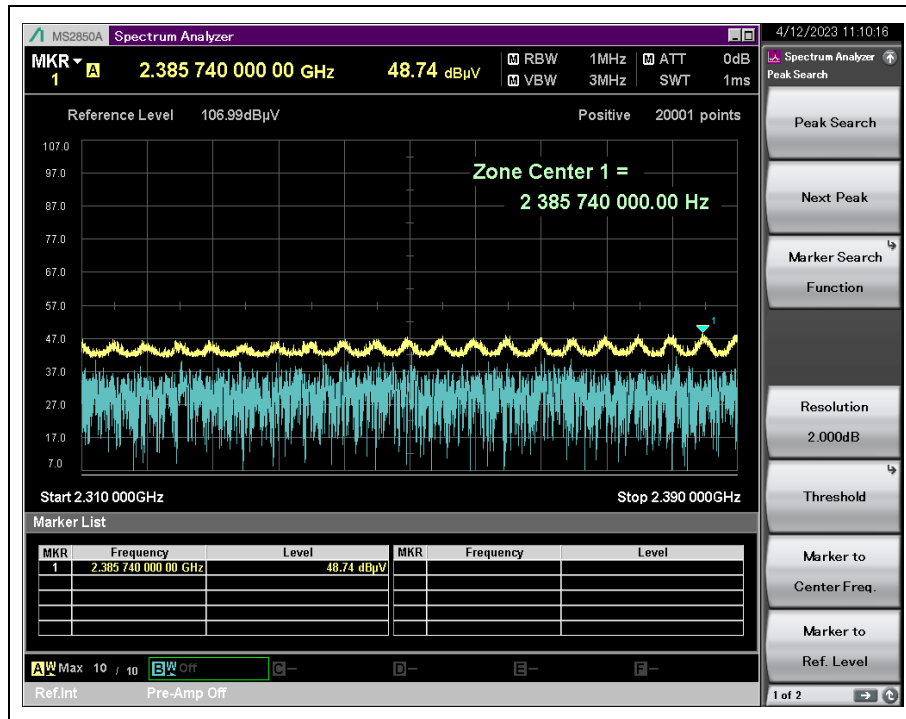 MS2850A Spectrum Analyzer
4/12/2023 11:10:16
MKR 1 A 2.385 740 000 00 GHz 48.74 dBµV
M RBW 1MHz M ATT 0dB
M VBW 3MHz SWT 1ms
Spectrum Analyzer
Peak Search
Reference Level 106.99dBµV Positive 20001 points
107.0
97.0
87.0
77.0
67.0
57.0
47.0
37.0
27.0
17.0
7.0
Zone Center 1 =
2 385 740 000.00 Hz
1
Start 2.310 000GHz Stop 2.390 000GHz
Marker List
MKR Frequency Level MKR Frequency Level
1 2.385 740 000 00 GHz 48.74 dBµV
A W Max 10 / 10 B W Off C- D- E- F-
Ref.Int Pre-Amp Off
Peak Search
Next Peak
Marker Search
Function
Resolution
2.000dB
Threshold
Marker to
Center Freq.
Marker to
Ref. Level
1 of 2